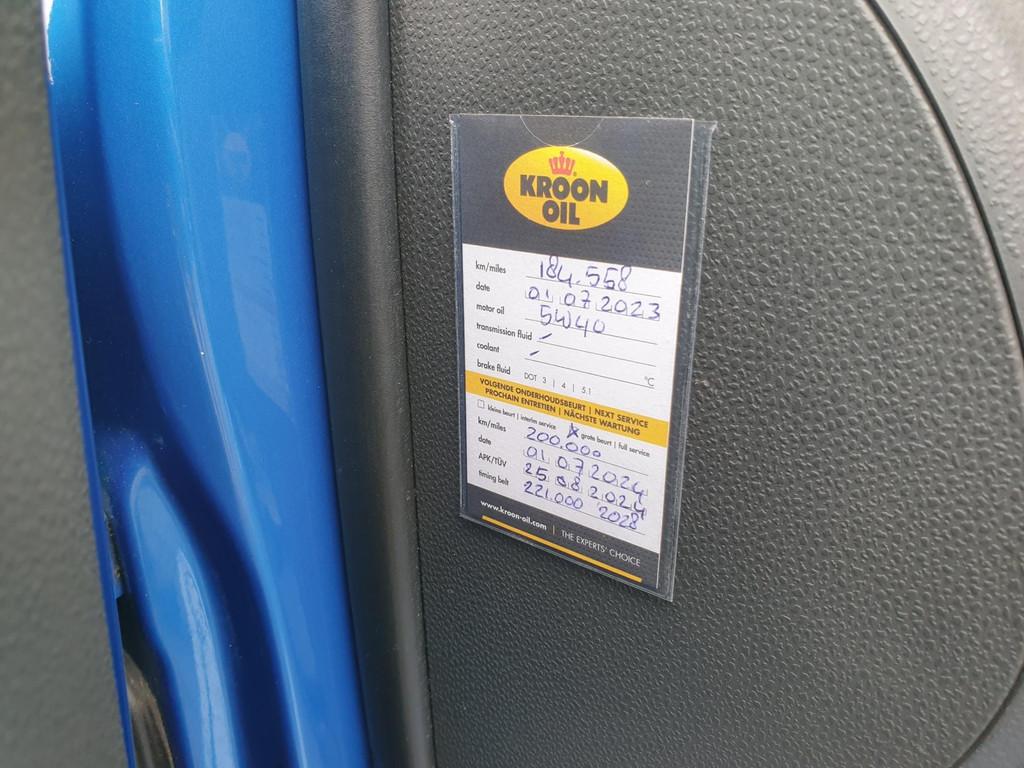 KROON
OIL
km/miles 184.558
date 01 07 2023
motor oil 5W40
transmission fluid -
coolant - °C
brake fluid DOT 3 | 4 | 5.1
VOLGENDE ONDERHOUDSBEURT | NEXT SERVICE
PROCHAIN ENTRETIEN | NÄCHSTE WARTUNG
kleine beurt | interim service X grote beurt | full service
km/miles 200.000
date 01 07 2024
APK/TÜV 25 08 2024
timing belt 221.000 2028
www.kroon-oil.com | THE EXPERTS' CHOICE